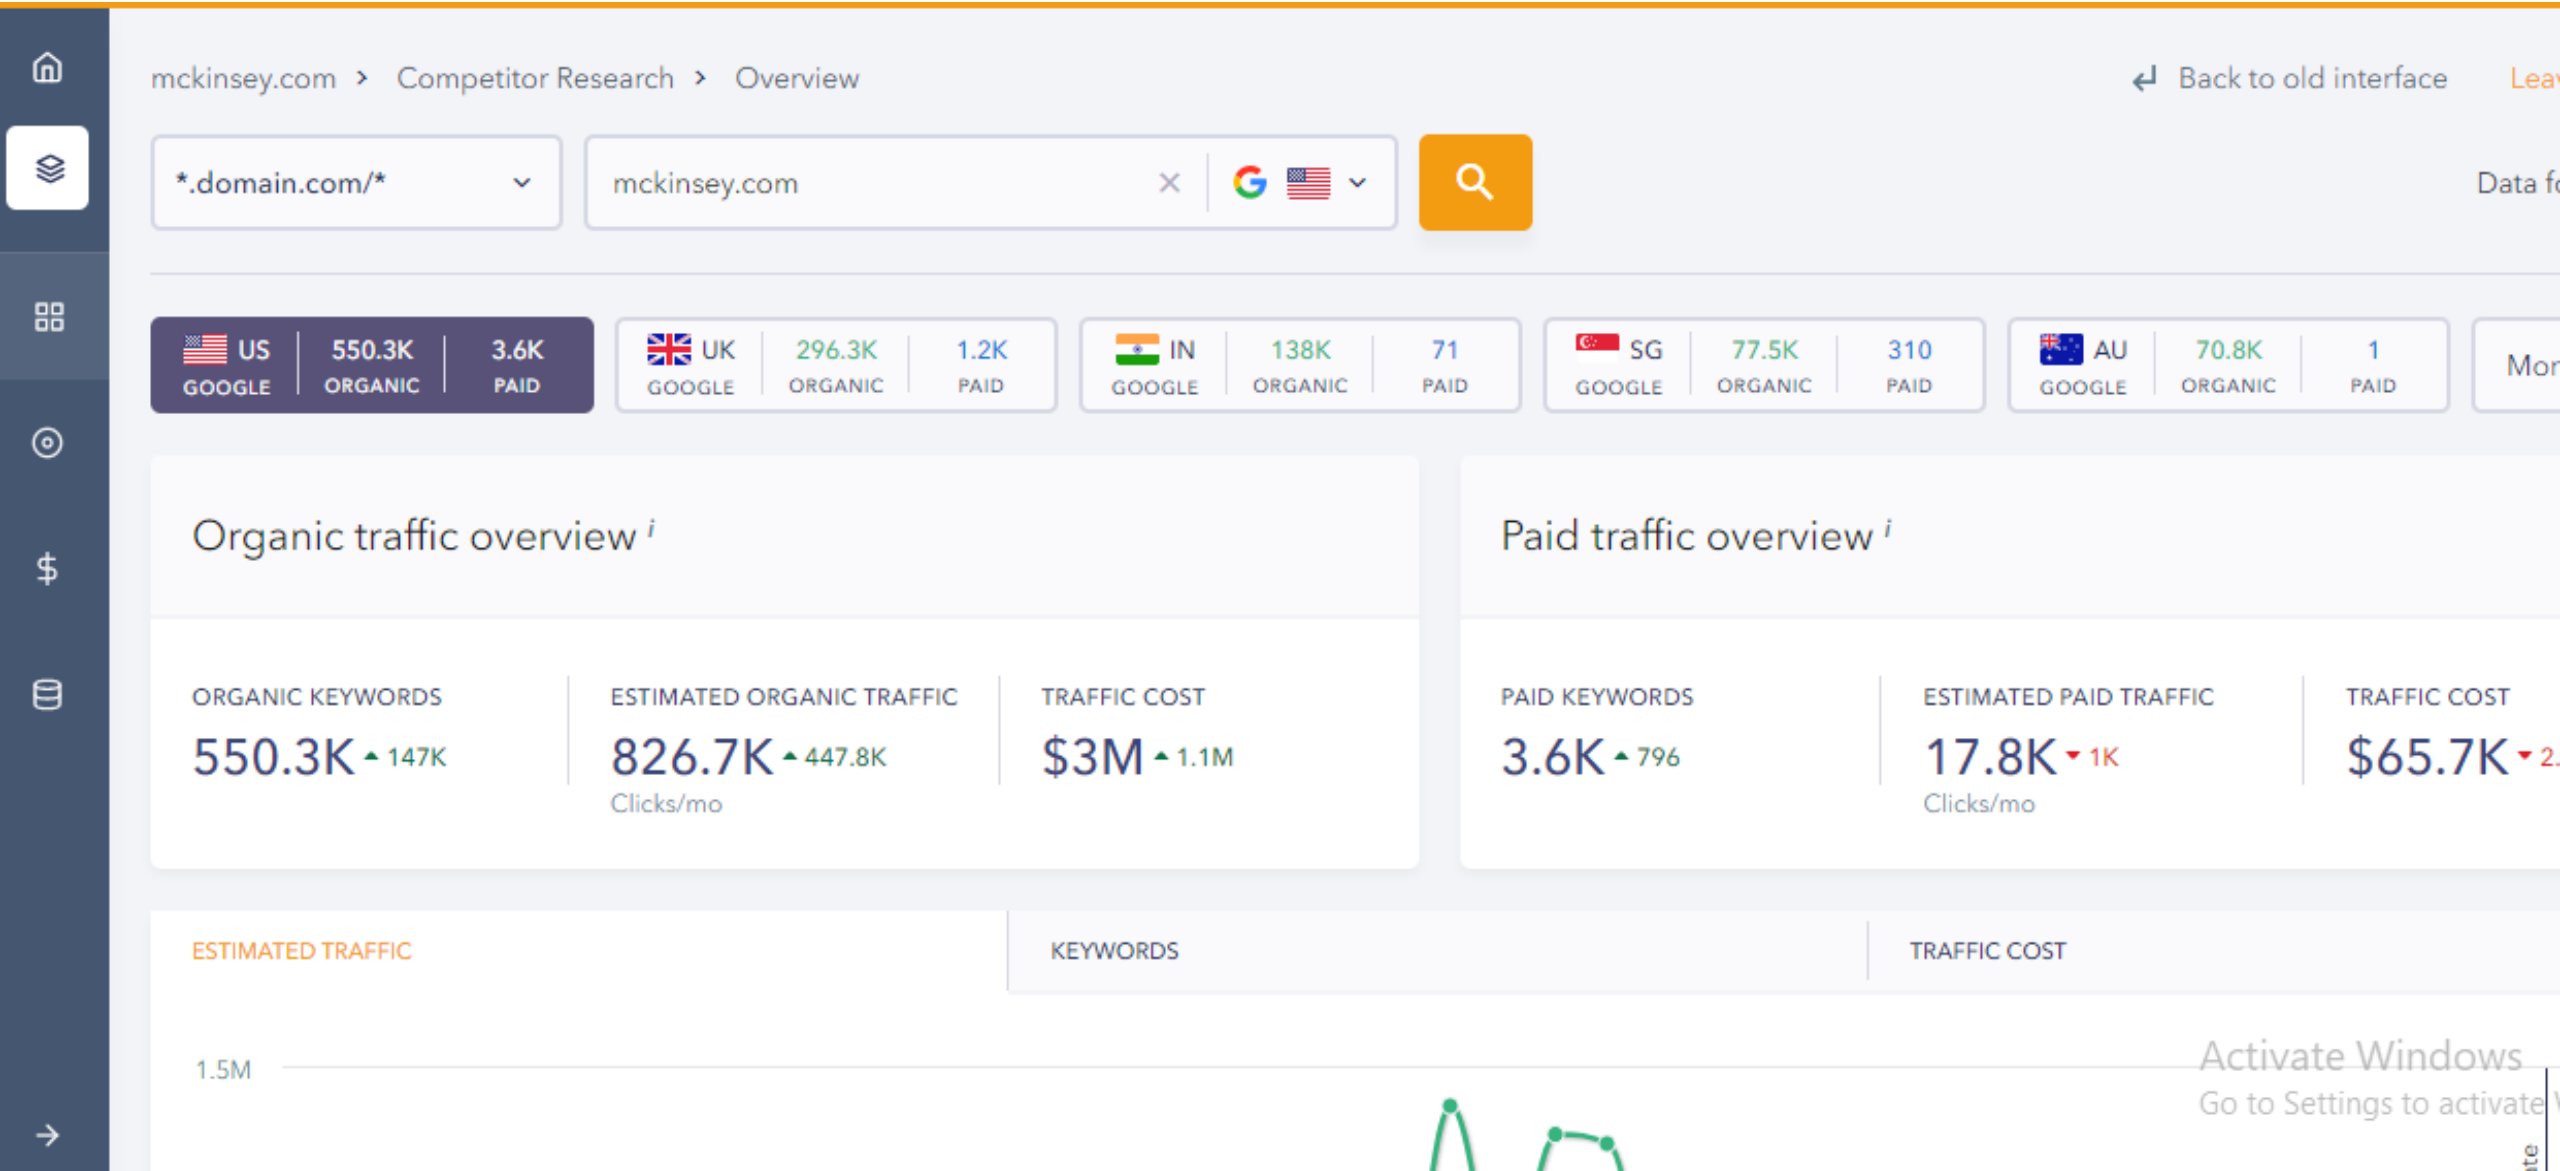 mckinsey.com > Competitor Research > Overview
Back to old interface
*.domain.com/*
mckinsey.com
Data
US 550.3K 3.6K
GOOGLE ORGANIC PAID
UK 296.3K 1.2K
GOOGLE ORGANIC PAID
IN 138K 71
GOOGLE ORGANIC PAID
SG 77.5K 310
GOOGLE ORGANIC PAID
AU 70.8K 1
GOOGLE ORGANIC PAID
Organic traffic overview i
ORGANIC KEYWORDS
550.3K 147K
ESTIMATED ORGANIC TRAFFIC
826.7K 447.8K
Clicks/mo
TRAFFIC COST
$3M 1.1M
Paid traffic overview i
PAID KEYWORDS
3.6K 796
ESTIMATED PAID TRAFFIC
17.8K 1K
Clicks/mo
TRAFFIC COST
$65.7K 2.
ESTIMATED TRAFFIC
KEYWORDS
TRAFFIC COST
1.5M
Activate Windows
Go to Settings to activate